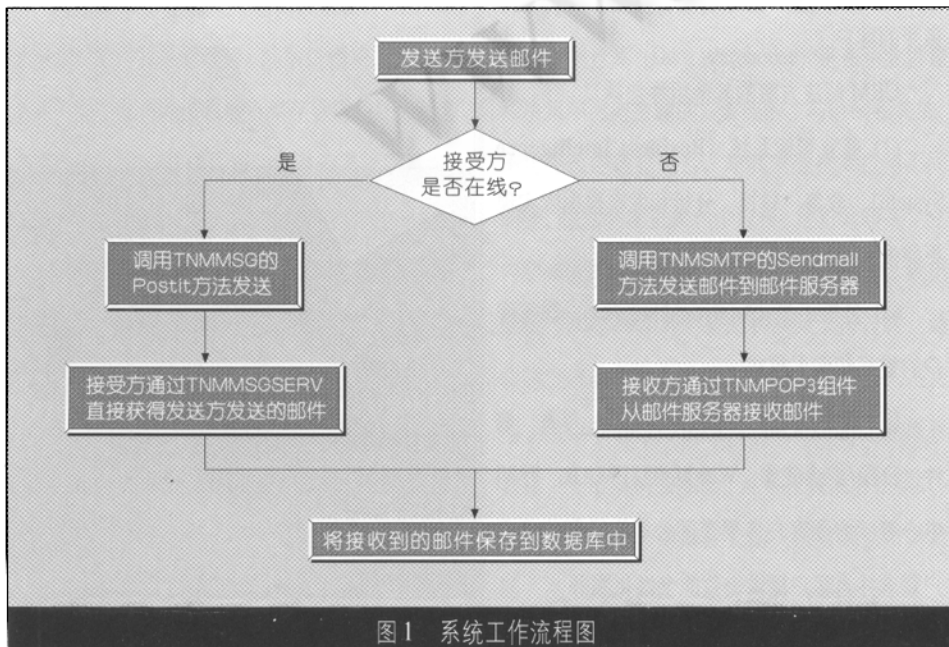 发送方发送邮件
接受方
是否在线?
是
否
调用TNMMSG的
Postit方法发送
调用TNMSMTP的Sendmall
方法发送邮件到邮件服务器
接受方通过TNMMSGSERV
直接获得发送方发送的邮件
接收方通过TNMPOP3组件
从邮件服务器接收邮件
将接收到的邮件保存到数据库中
图1 系统工作流程图